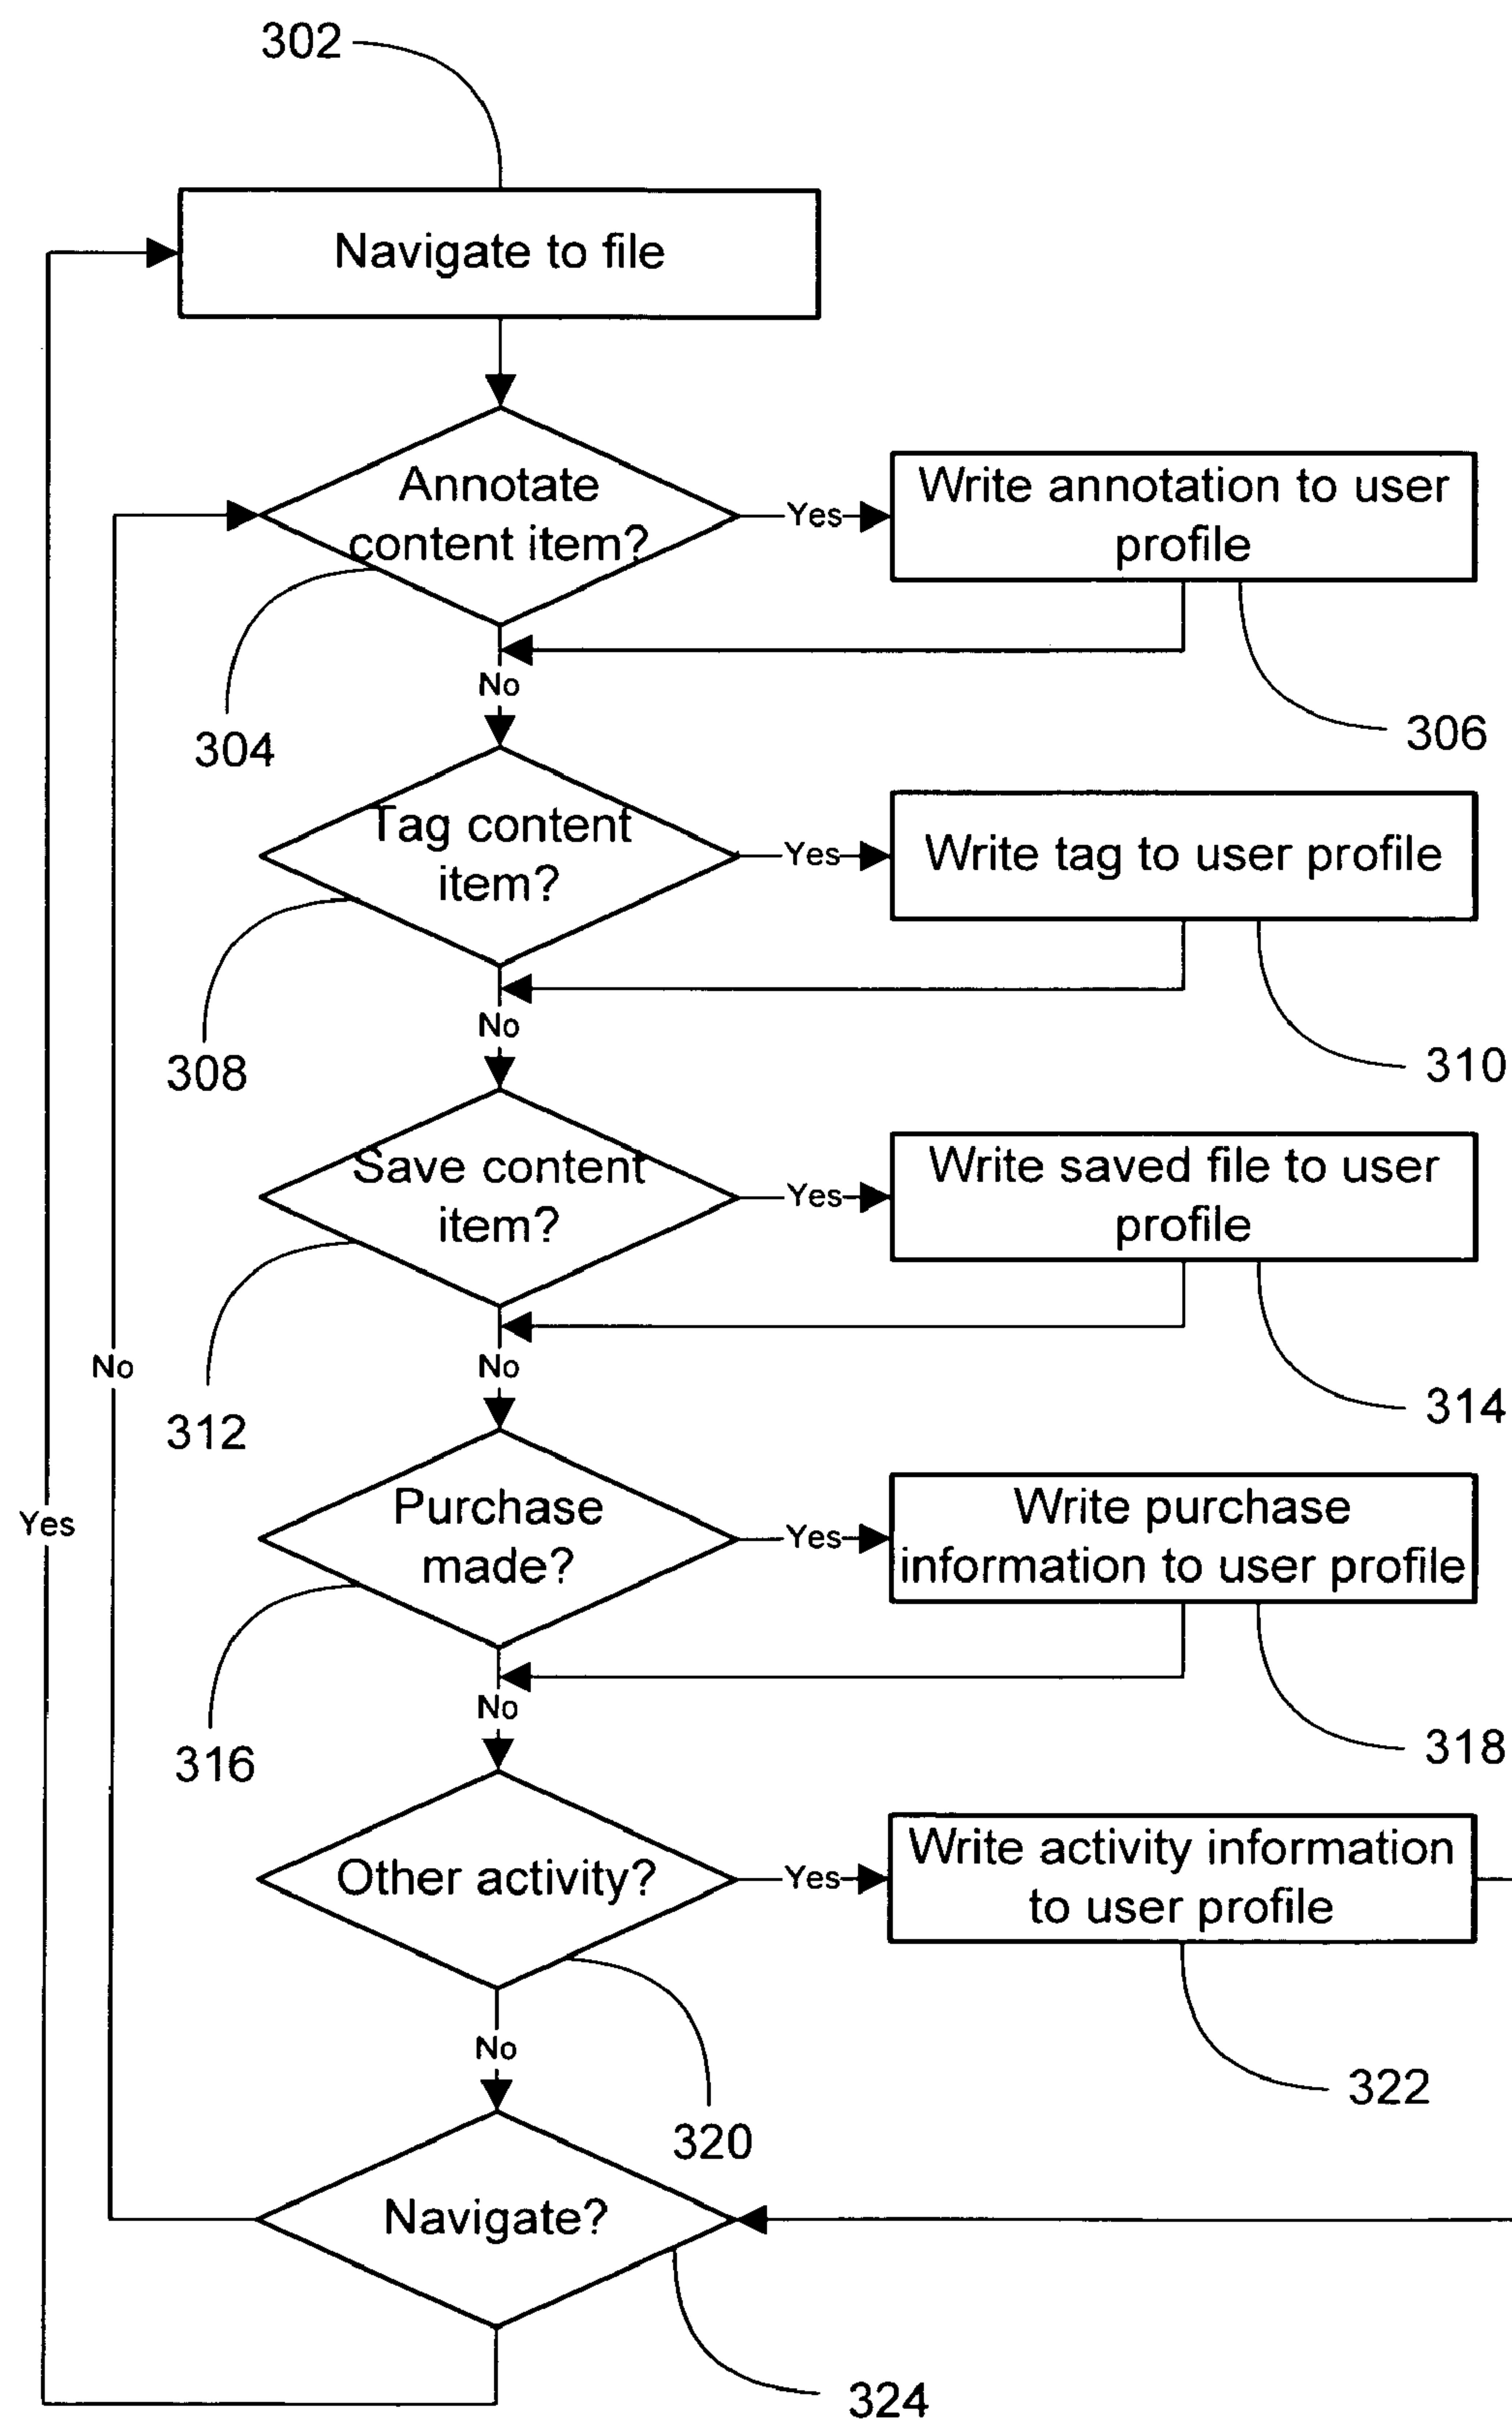 302
Navigate to file
Annotate
content item?
Yes
Write annotation to user
profile
No
304
306
Tag content
item?
Yes
Write tag to user profile
No
308
310
Save content
item?
Yes
Write saved file to user
profile
No
No
312
314
Purchase
made?
Yes
Write purchase
information to user profile
Yes
No
316
318
Other activity?
Yes
Write activity information
to user profile
No
320
322
Navigate?
324